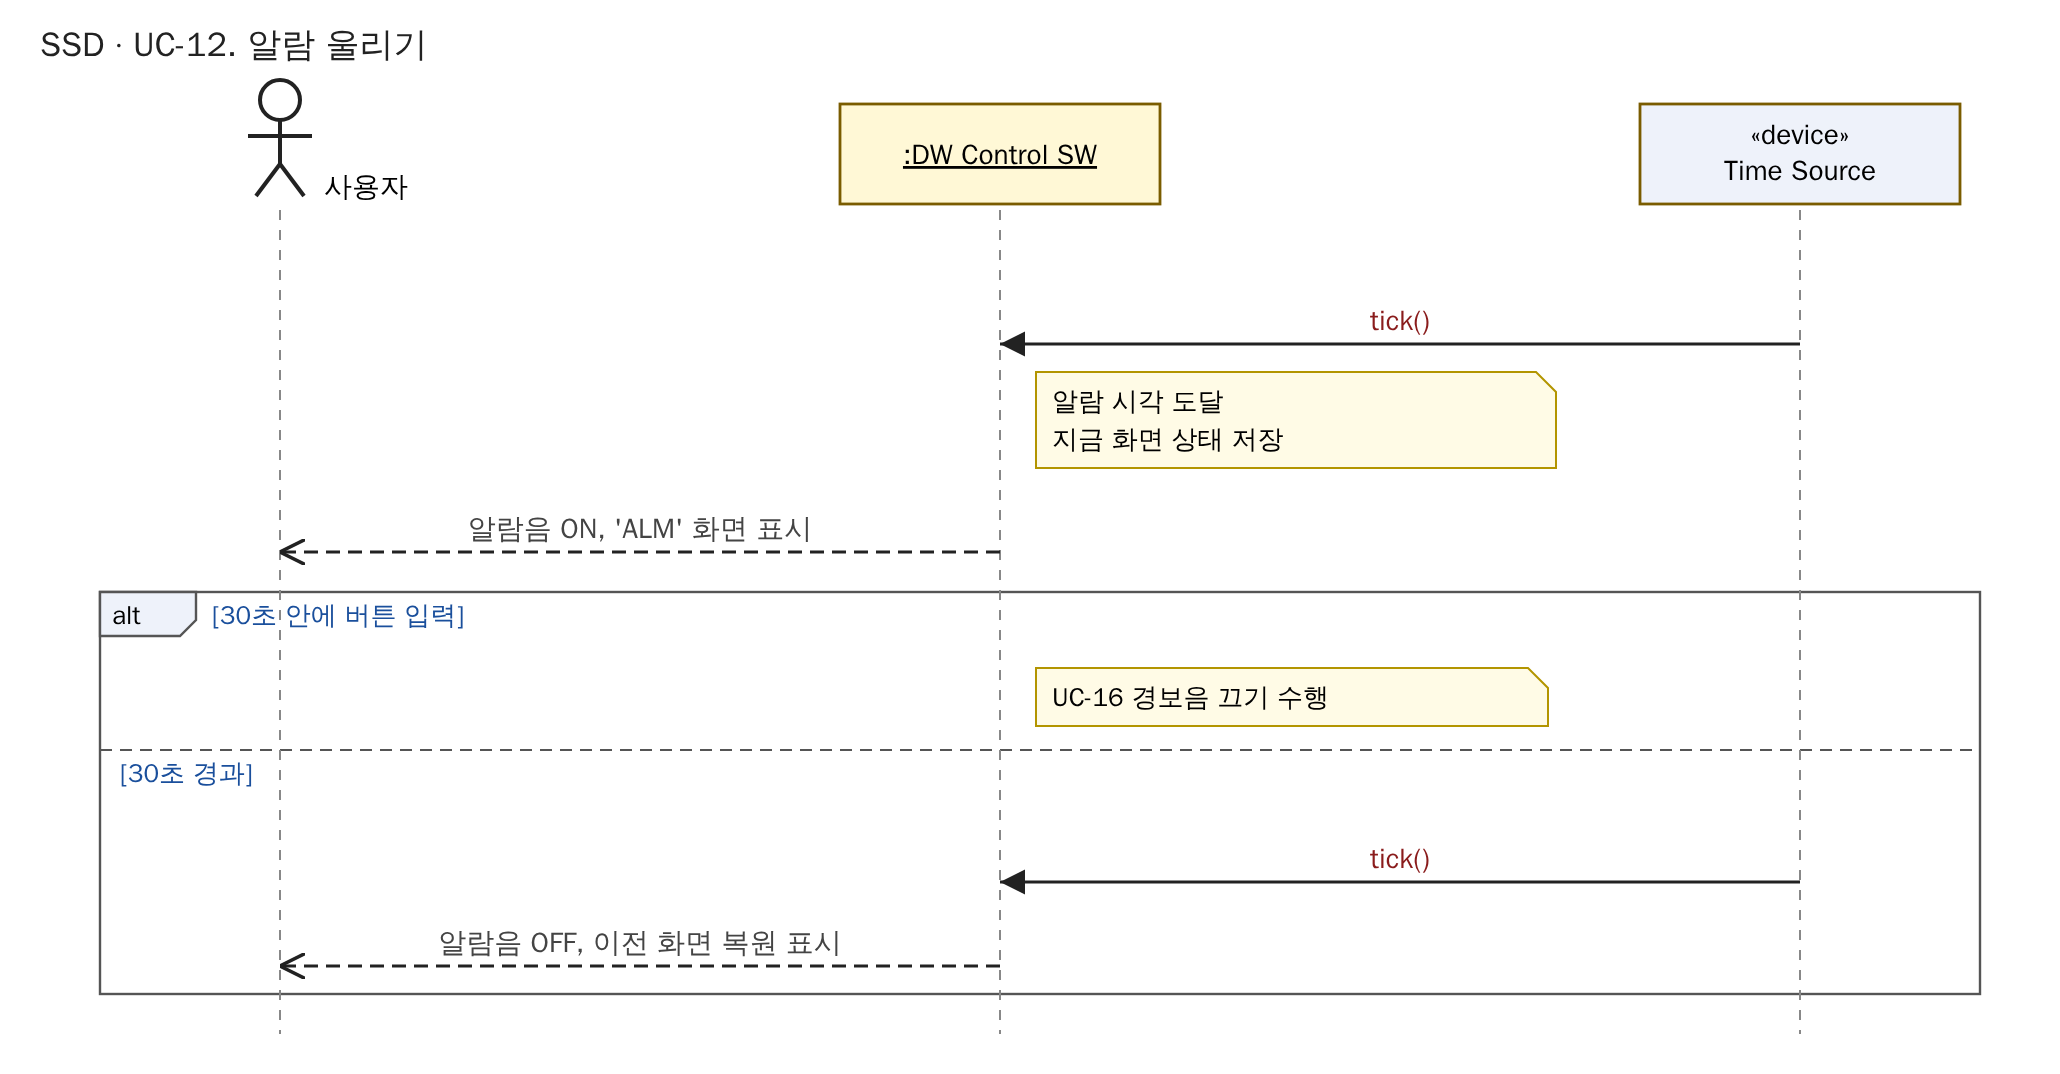 SSD · UC-12. 알람 울리기
사용자
:DW Control SW
«device»
Time Source
tick()
알람 시각 도달
지금 화면 상태 저장
알람음 ON, 'ALM' 화면 표시
alt
[30초 안에 버튼 입력]
UC-16 경보음 끄기 수행
[30초 경과]
tick()
알람음 OFF, 이전 화면 복원 표시